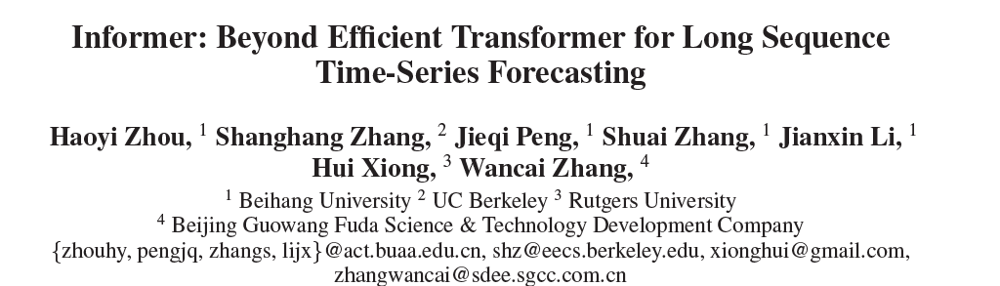 Informer: Beyond Efficient Transformer for Long Sequence
Time-Series Forecasting
Haoyi Zhou, 1 Shanghang Zhang, 2 Jieqi Peng, 1 Shuai Zhang, 1 Jianxin Li, 1
Hui Xiong, 3 Wancai Zhang, 4
1 Beihang University 2 UC Berkeley 3 Rutgers University
4 Beijing Guowang Fuda Science & Technology Development Company
{zhouhy, pengjq, zhangs, lijx}@act.buaa.edu.cn, shz@eecs.berkeley.edu, xionghui@gmail.com,
zhangwancai@sdee.sgcc.com.cn